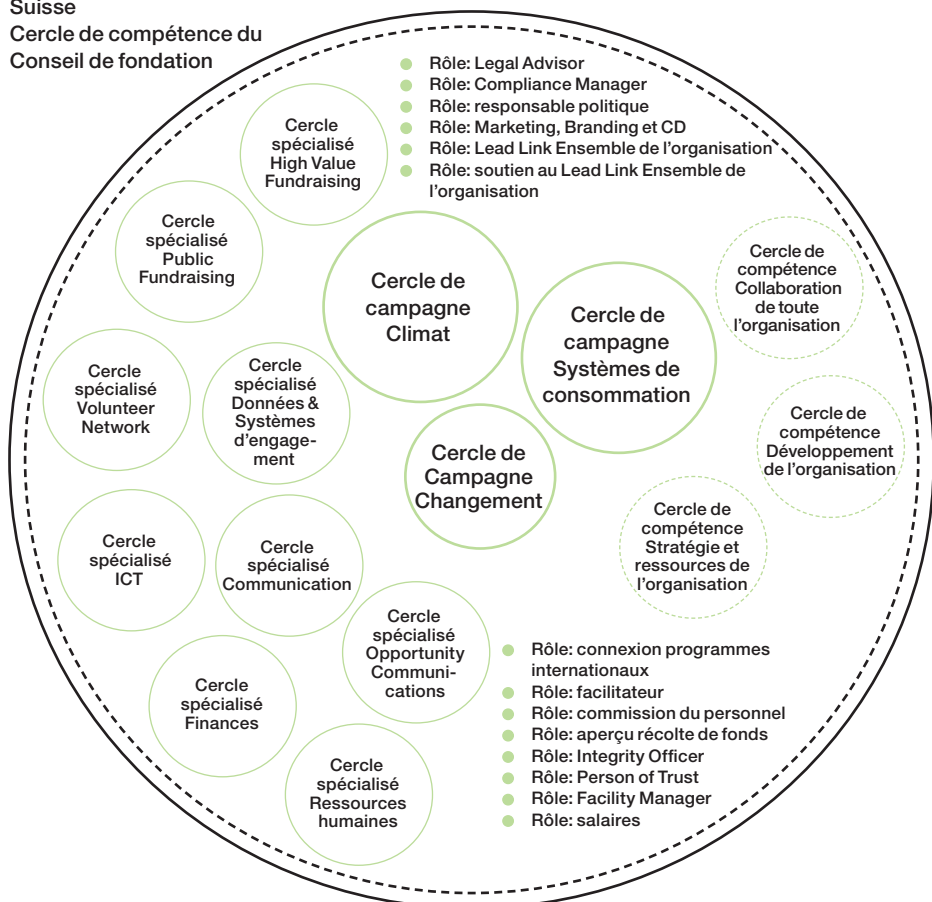 Suisse
Cercle de compétence du
Conseil de fondation
Rôle: Legal Advisor
Rôle: Compliance Manager
Rôle: responsable politique
Rôle: Marketing, Branding et CD
Rôle: Lead Link Ensemble de l’organisation
Rôle: soutien au Lead Link Ensemble de
l’organisation
Cercle
spécialisé
High Value
Fundraising
Cercle
spécialisé
Public
Fundraising
Cercle de
campagne
Climat
Cercle de
campagne
Systèmes de
consommation
Cercle de
compétence
Collaboration
de toute
l’organisation
Cercle
spécialisé
Volunteer
Network
Cercle
spécialisé
Données &
Systèmes
d’engage-
ment
Cercle de
Campagne
Changement
Cercle de
compétence
Développement
de l’organisation
Cercle de
compétence
Stratégie et
ressources de
l’organisation
Cercle
spécialisé
ICT
Cercle
spécialisé
Communication
Cercle
spécialisé
Opportunity
Communi-
cations
Cercle
spécialisé
Finances
Cercle
spécialisé
Ressources
humaines
Rôle: connexion programmes
internationaux
Rôle: facilitateur
Rôle: commission du personnel
Rôle: aperçu récolte de fonds
Rôle: Integrity Officer
Rôle: Person of Trust
Rôle: Facility Manager
Rôle: salaires